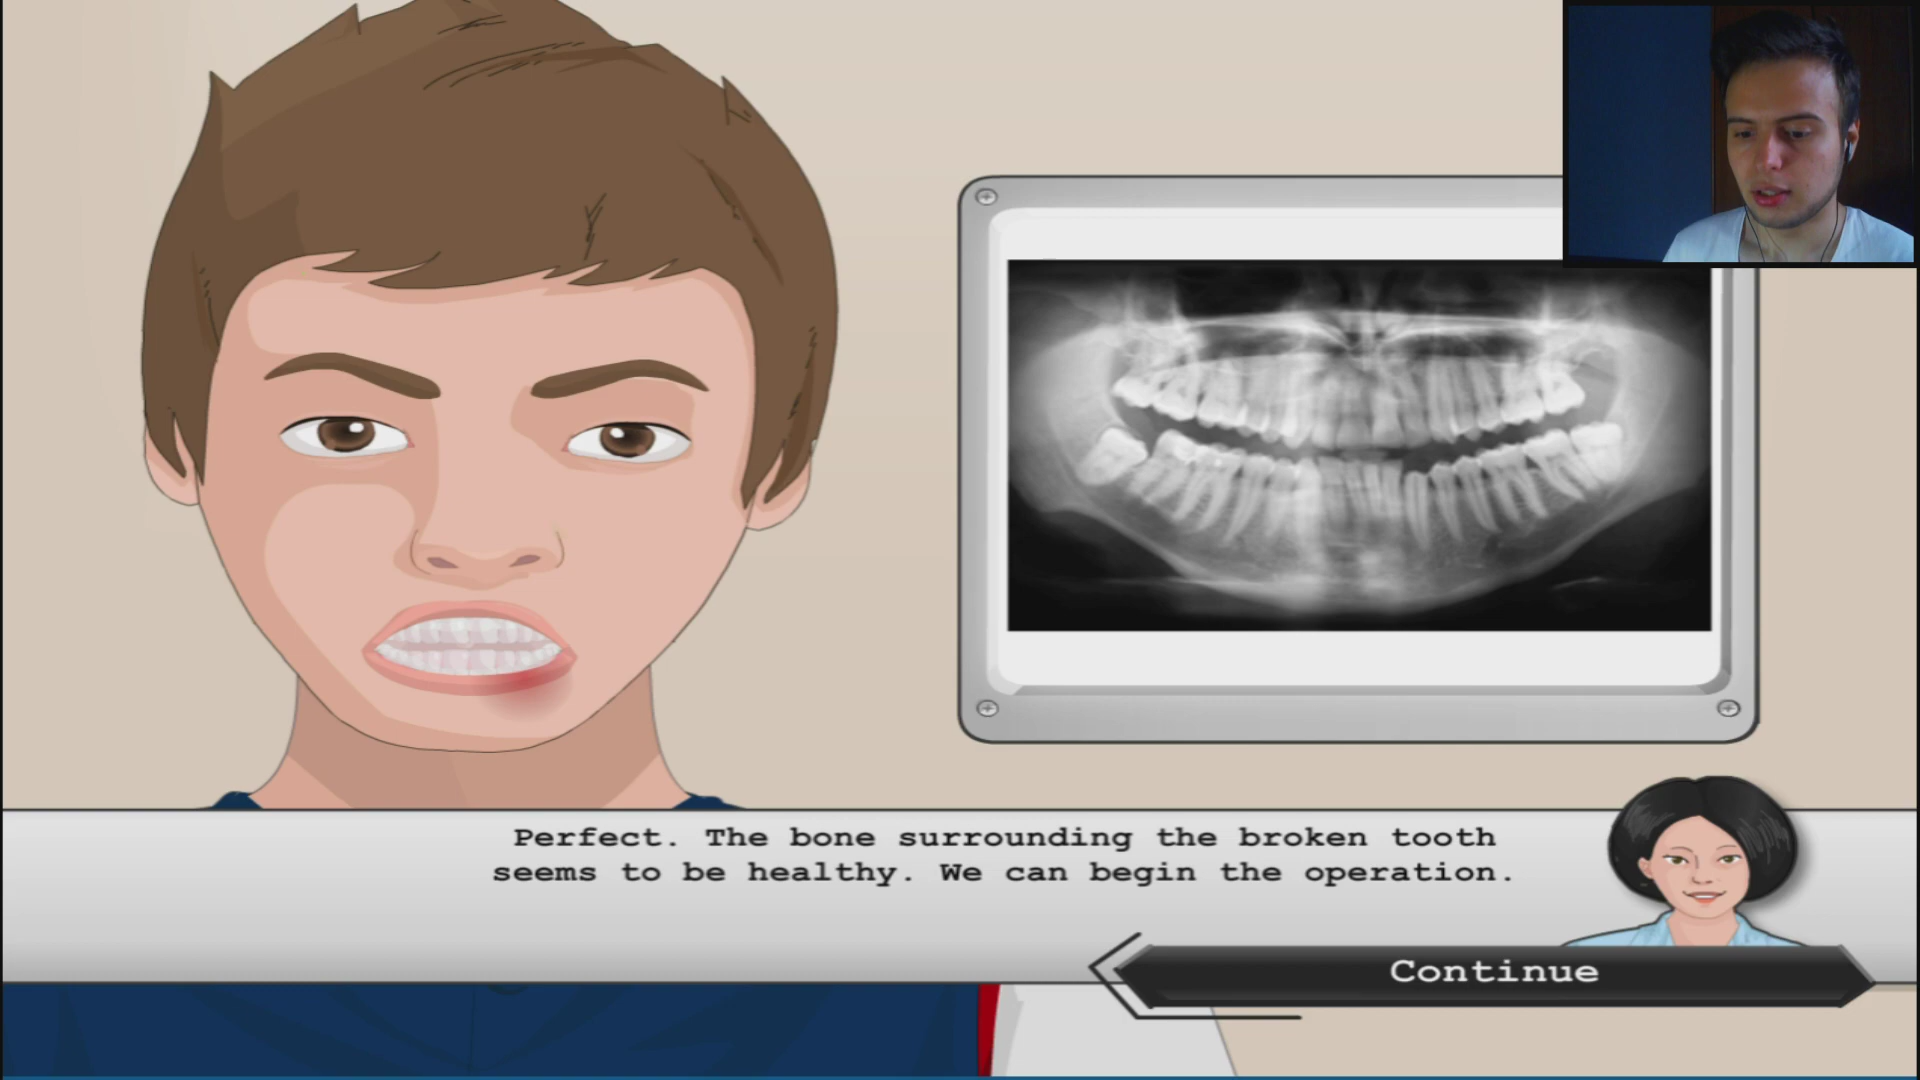 Perfect. The bone surrounding the broken tooth
seems to be healthy. We can begin the operation.
Continue